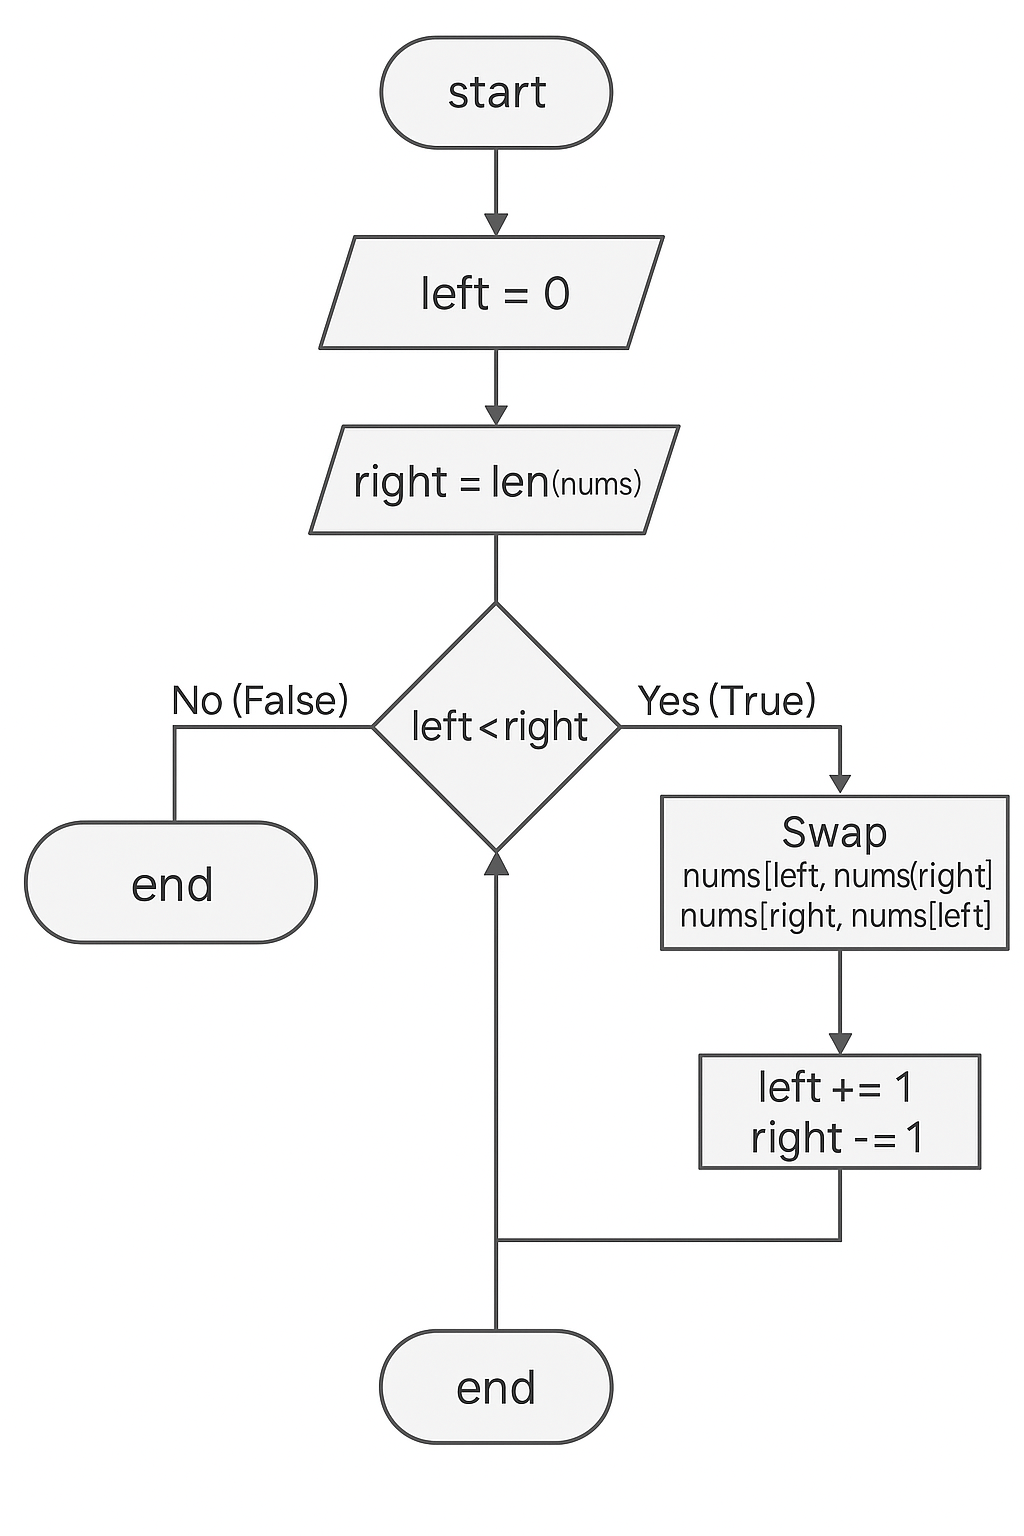 start
left = 0
right = len(nums)
left<right
No (False)
Yes (True)
end
Swap
nums[left, nums(right]
nums[right, nums[left]
left += 1
right -= 1
end